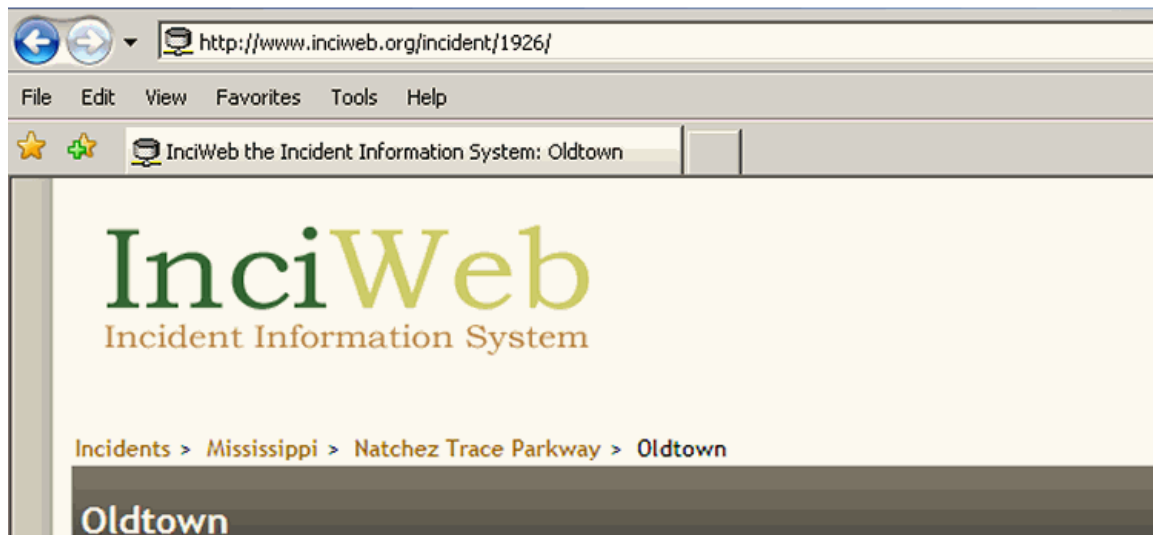 http://www.inciweb.org/incident/1926/
File Edit View Favorites Tools Help
InciWeb the Incident Information System: Oldtown
InciWeb
Incident Information System
Incidents > Mississippi > Natchez Trace Parkway > Oldtown
Oldtown